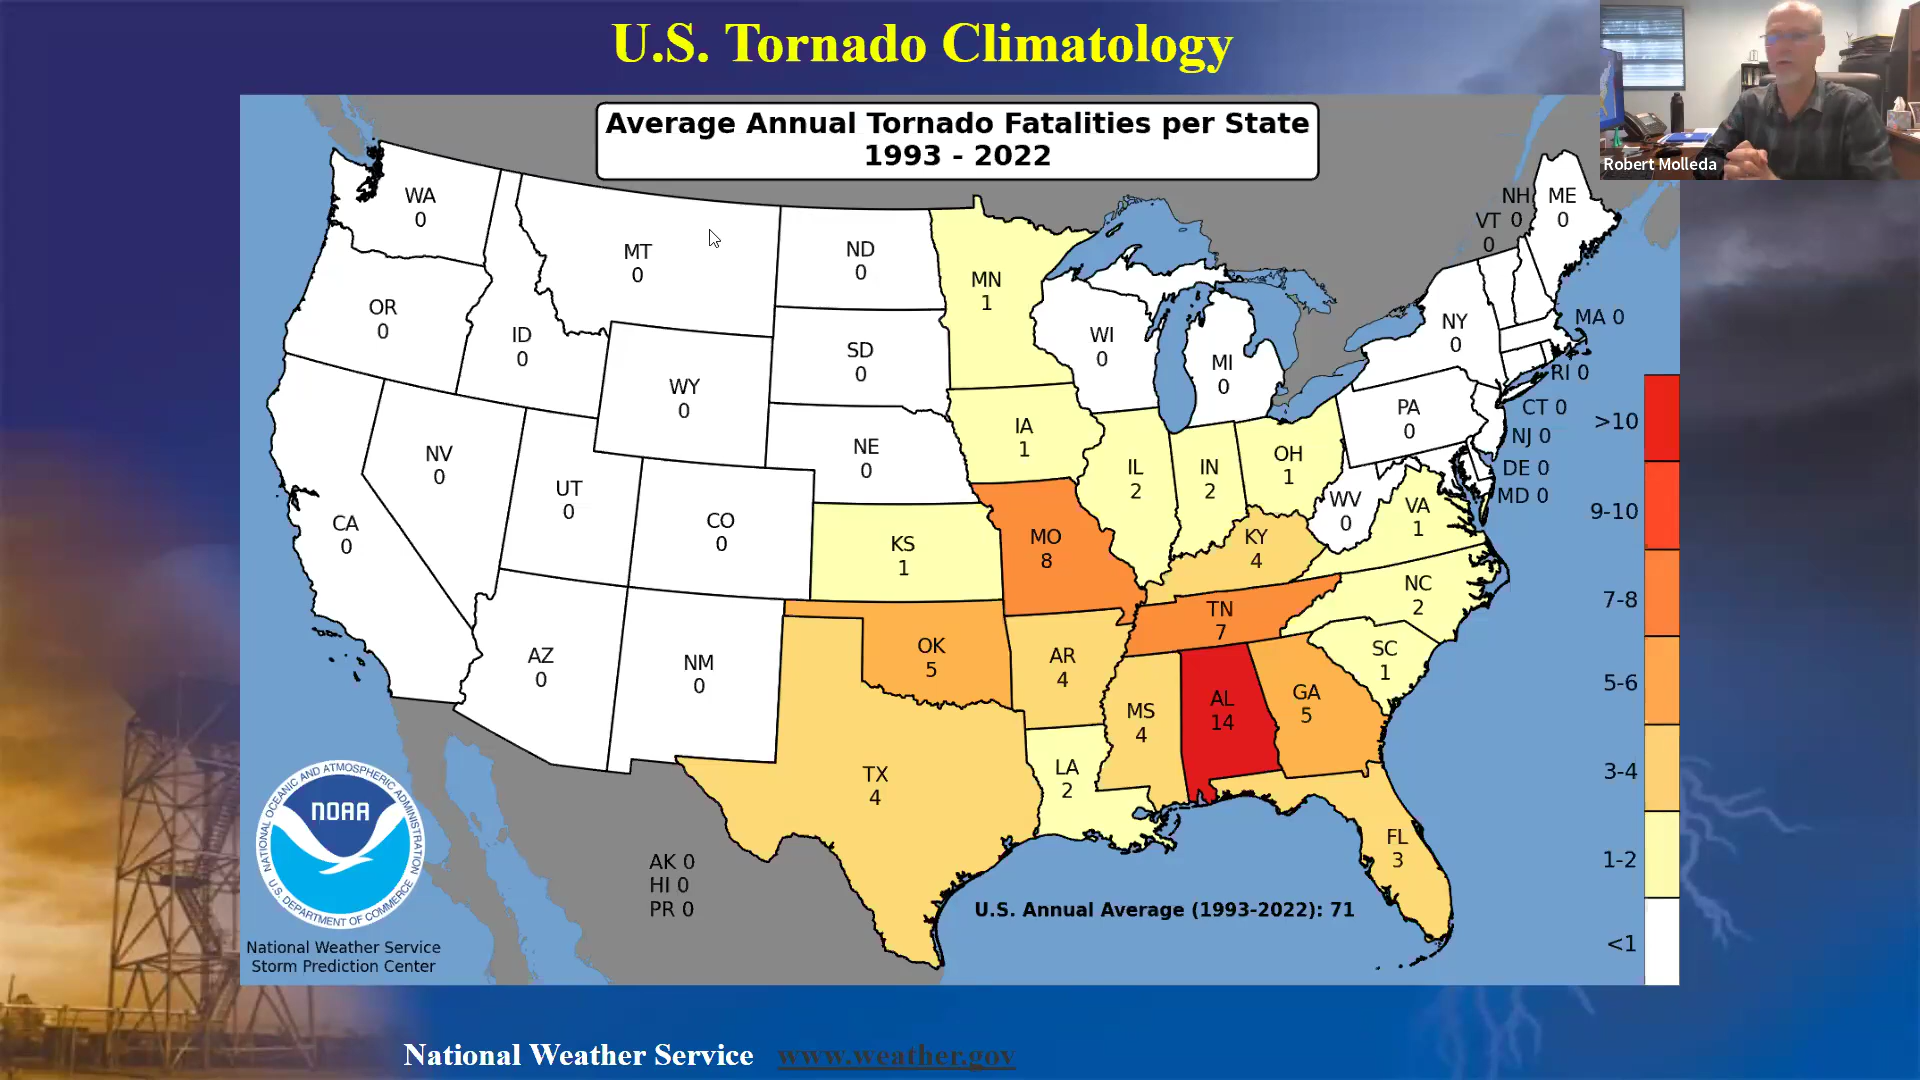 U.S. Tornado Climatology
Average Annual Tornado Fatalities per State
1993 - 2022
Robert Molleda
WA
0
MT
0
ND
0
MN
1
NH
0
VT
0
ME
0
OR
0
ID
0
SD
0
WI
0
MI
0
NY
0
MA 0
RI 0
WY
0
NE
0
IA
1
PA
0
CT 0
NJ 0
DE 0
MD 0
NV
0
UT
0
CO
0
CA
0
KS
1
MO
8
IL
2
IN
2
OH
1
WV
0
VA
1
KY
4
NC
2
TN
7
SC
1
AZ
0
NM
0
OK
5
AR
4
MS
4
AL
14
GA
5
TX
4
LA
2
FL
3
AK 0
HI 0
PR 0
U.S. Annual Average (1993-2022): 71
>10
9-10
7-8
5-6
3-4
1-2
<1
NATIONAL OCEANIC AND ATMOSPHERIC ADMINISTRATION
NOAA
U.S. DEPARTMENT OF COMMERCE
National Weather Service
Storm Prediction Center
National Weather Service www.weather.gov